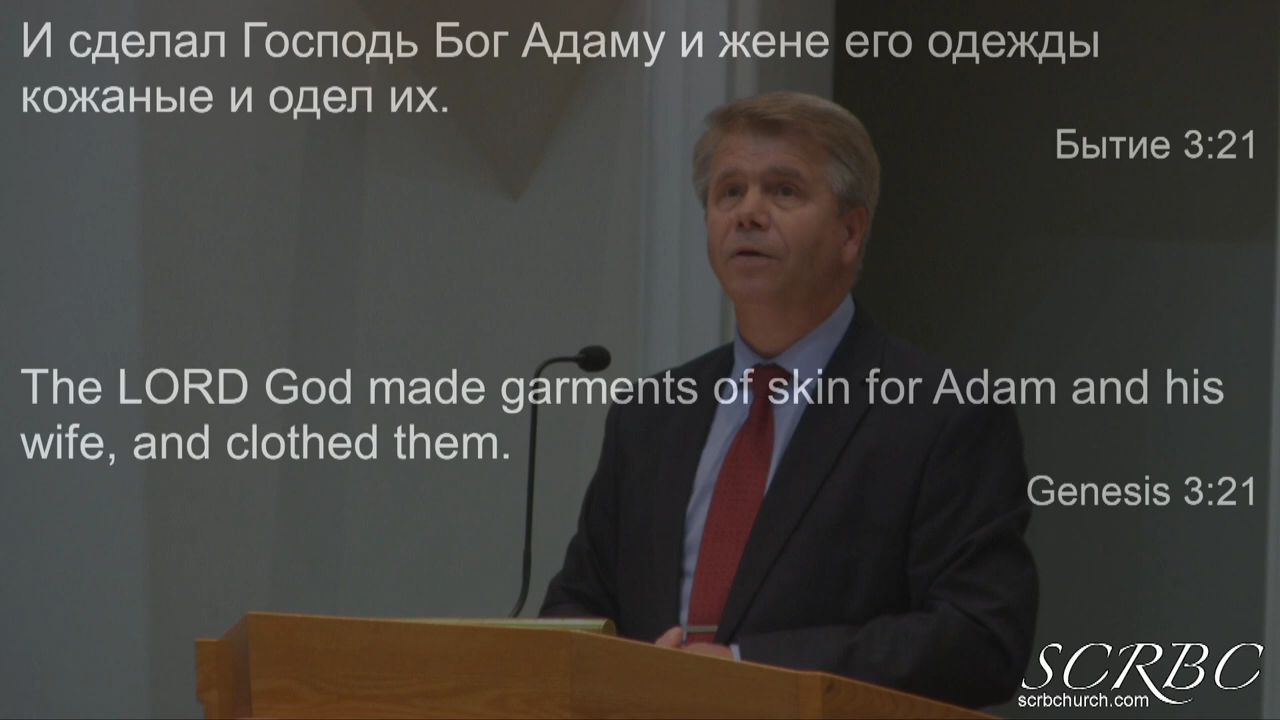 И сделал Господь Бог Адаму и жене его одежды
кожаные и одел их.
Бытие 3:21
The LORD God made garments of skin for Adam and his
wife, and clothed them.
Genesis 3:21
SCRBC
scrbchurch.com